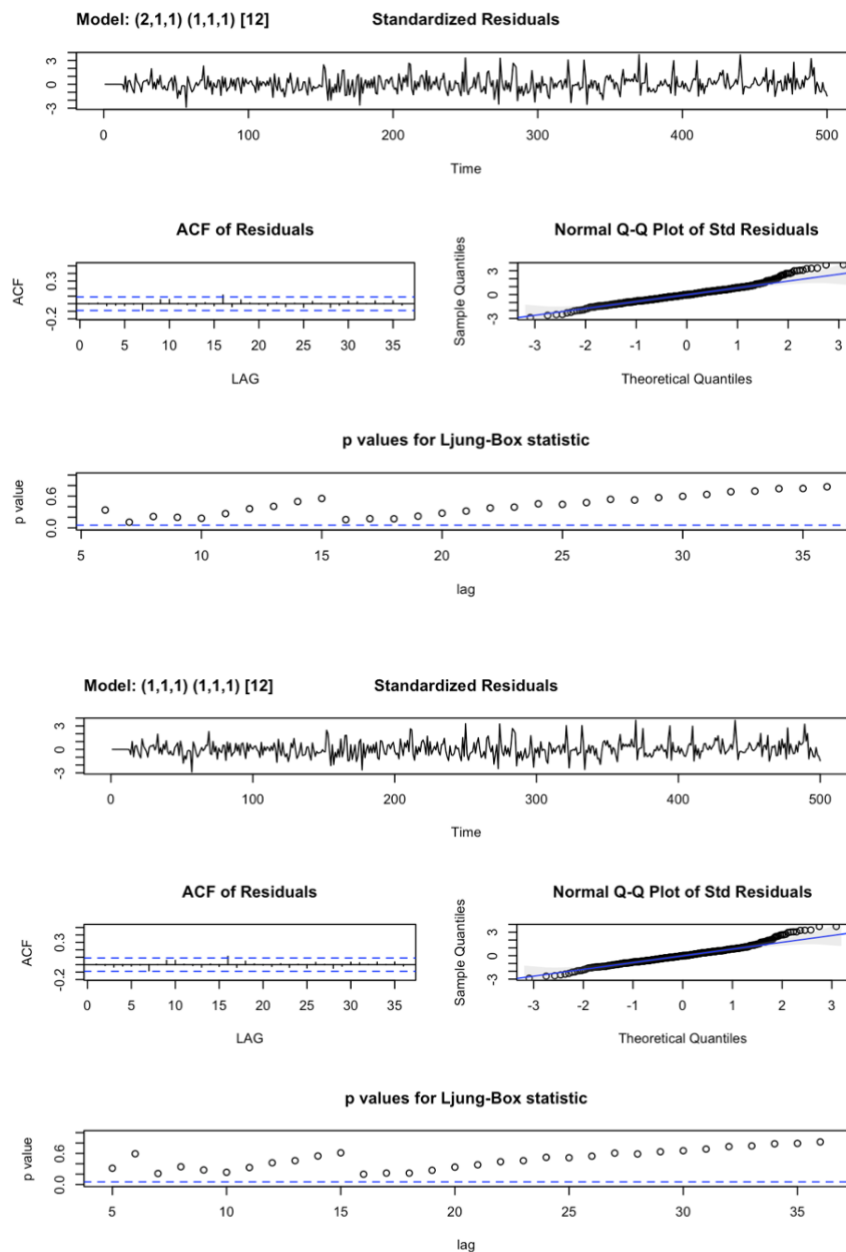 Model: (2,1,1) (1,1,1) [12] Standardized Residuals
3
0
-3
0 100 200 300 400 500
Time
ACF of Residuals
ACF
0.3
-0.2
0 5 10 15 20 25 30 35
LAG
Normal Q-Q Plot of Std Residuals
Sample Quantiles
3
0
-3
-3 -2 -1 0 1 2 3
Theoretical Quantiles
p values for Ljung-Box statistic
p value
0.6
0.0
5 10 15 20 25 30 35
lag
Model: (1,1,1) (1,1,1) [12] Standardized Residuals
3
0
-3
0 100 200 300 400 500
Time
ACF of Residuals
ACF
0.3
-0.2
0 5 10 15 20 25 30 35
LAG
Normal Q-Q Plot of Std Residuals
Sample Quantiles
3
0
-3
-3 -2 -1 0 1 2 3
Theoretical Quantiles
p values for Ljung-Box statistic
p value
0.6
0.0
5 10 15 20 25 30 35
lag